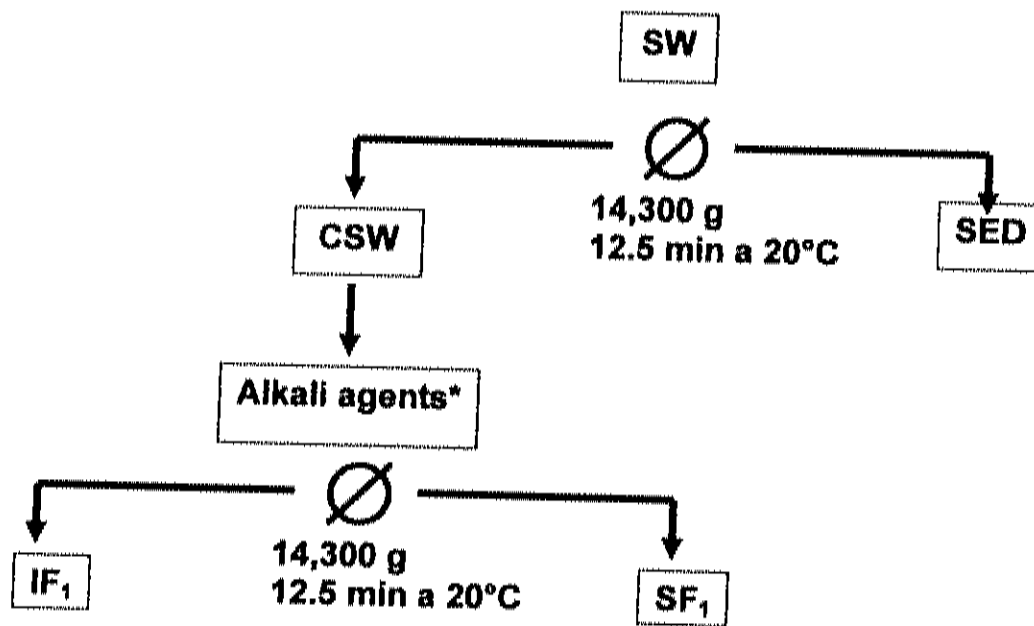 SW
14,300 g
12.5 min a 20°C
CSW
SED
Alkali agents*
14,300 g
12.5 min a 20°C
IF₁
SF₁